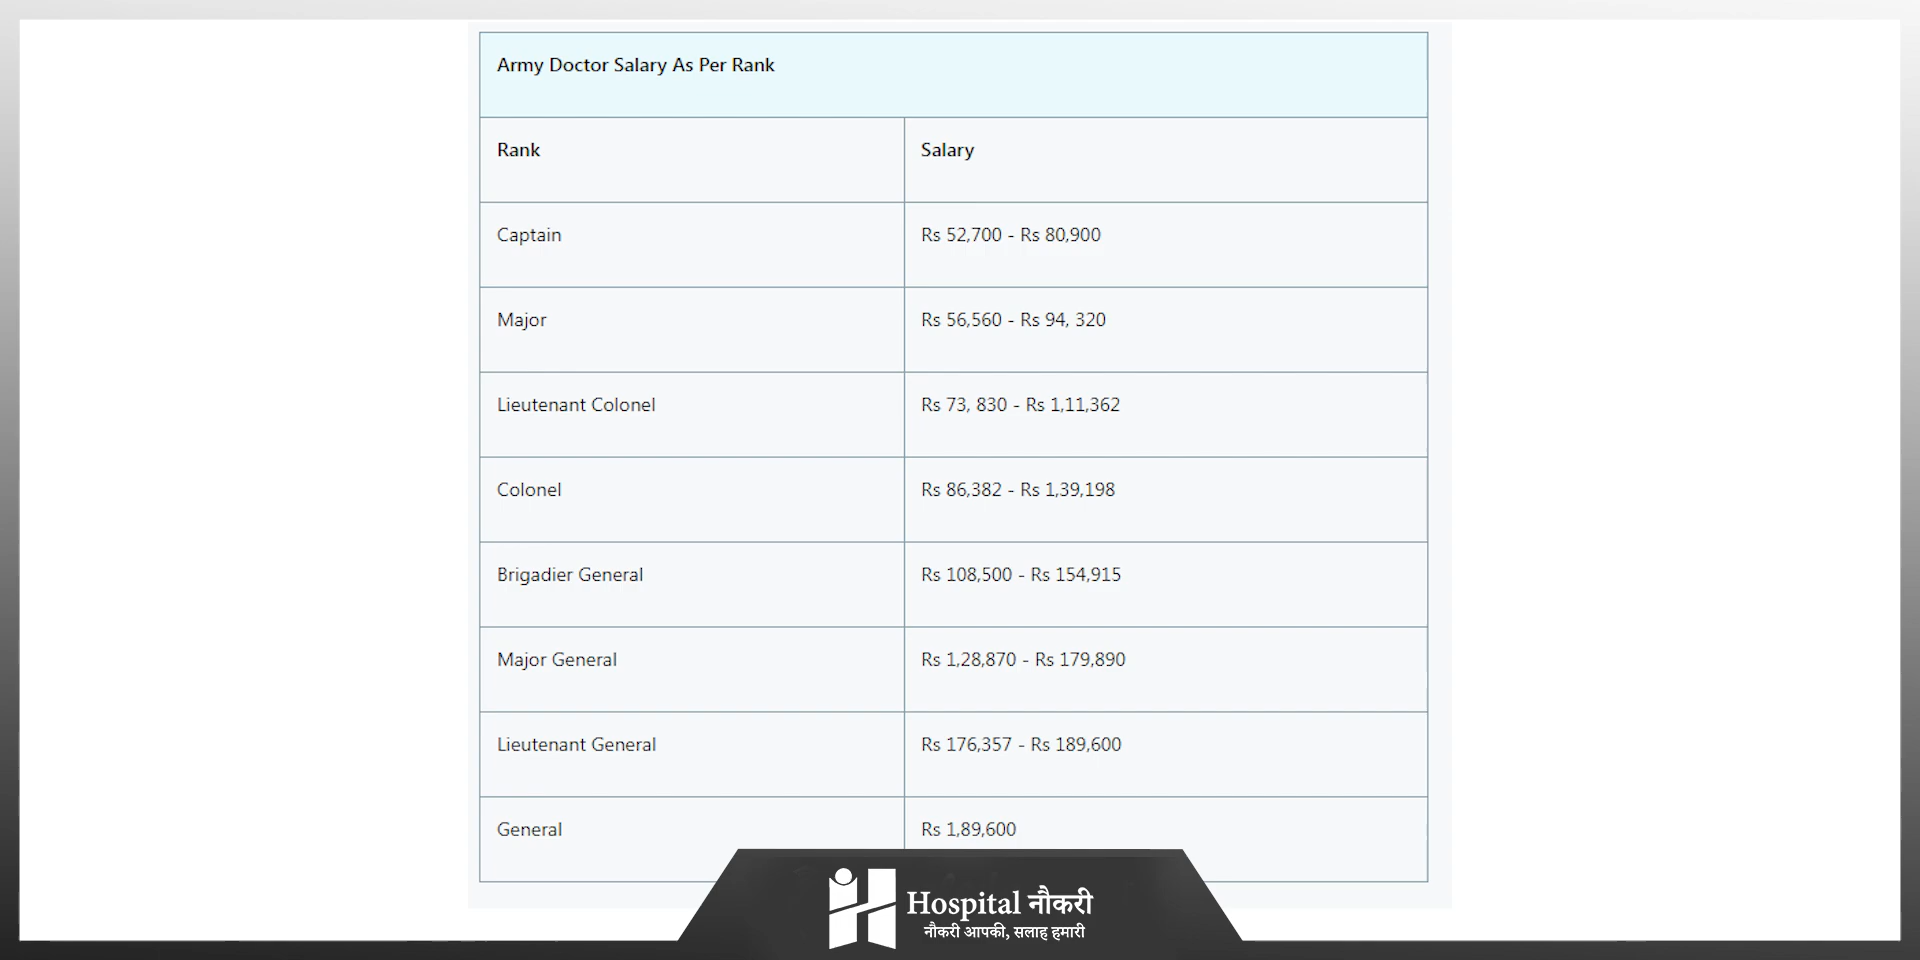 Army Doctor Salary As Per Rank
Rank Salary
Captain Rs 52,700 - Rs 80,900
Major Rs 56,560 - Rs 94, 320
Lieutenant Colonel Rs 73, 830 - Rs 1,11,362
Colonel Rs 86,382 - Rs 1,39,198
Brigadier General Rs 108,500 - Rs 154,915
Major General Rs 1,28,870 - Rs 179,890
Lieutenant General Rs 176,357 - Rs 189,600
General Rs 1,89,600
Hospital नौकरी
नौकरी आपकी, सलाह हमारी